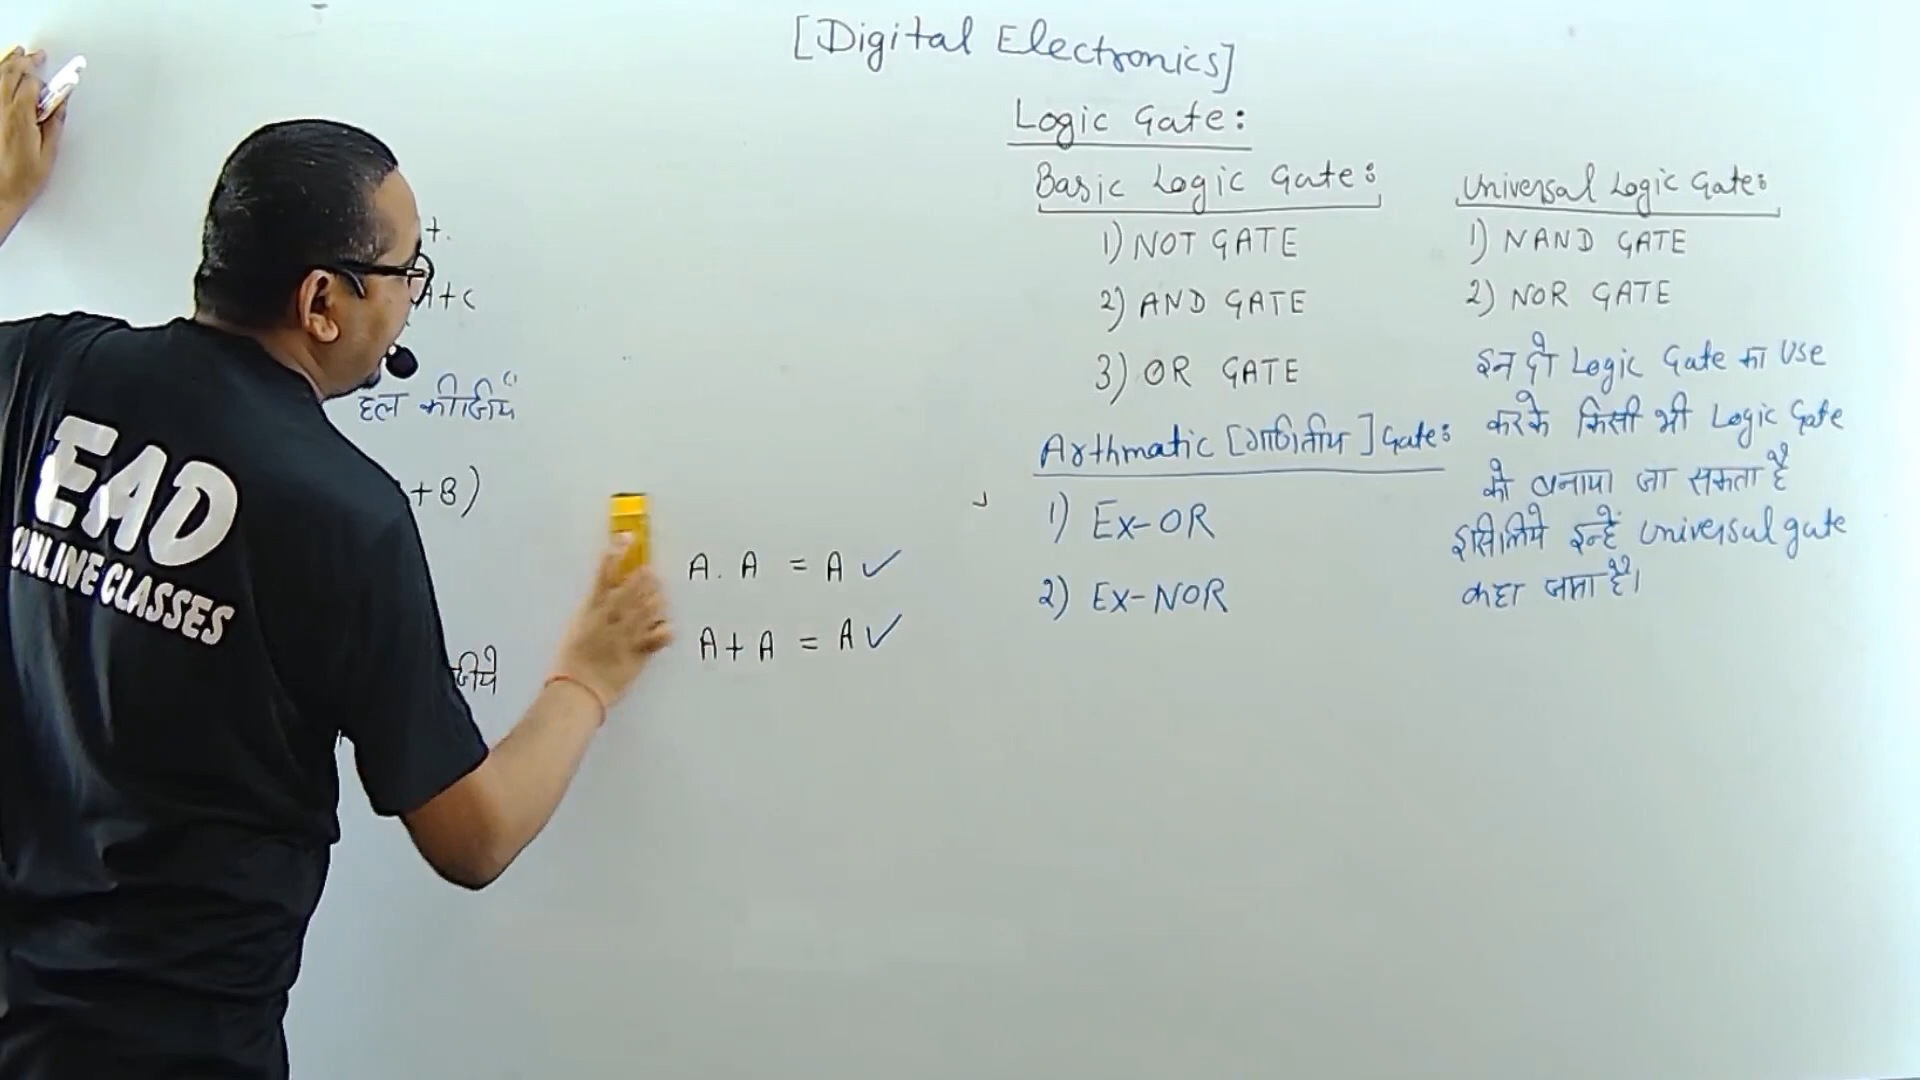 [Digital Electronics]
Logic Gate:
Basic Logic Gate:
1) NOT GATE
2) AND GATE
3) OR GATE
Arthmatic [गणितीय] Gate:
1) Ex-OR
2) Ex-NOR
Universal Logic Gate:
1) NAND GATE
2) NOR GATE
इन दो Logic Gate का Use
करके किसी भी Logic Gate
को बनाया जा सकता है
इसिलिये इन्हें Universal gate
कहा जाता है।
+.
A+C
हल कीजिये
+B)
A. A = A ✓
A+A = A ✓
EAD
ONLINE CLASSES